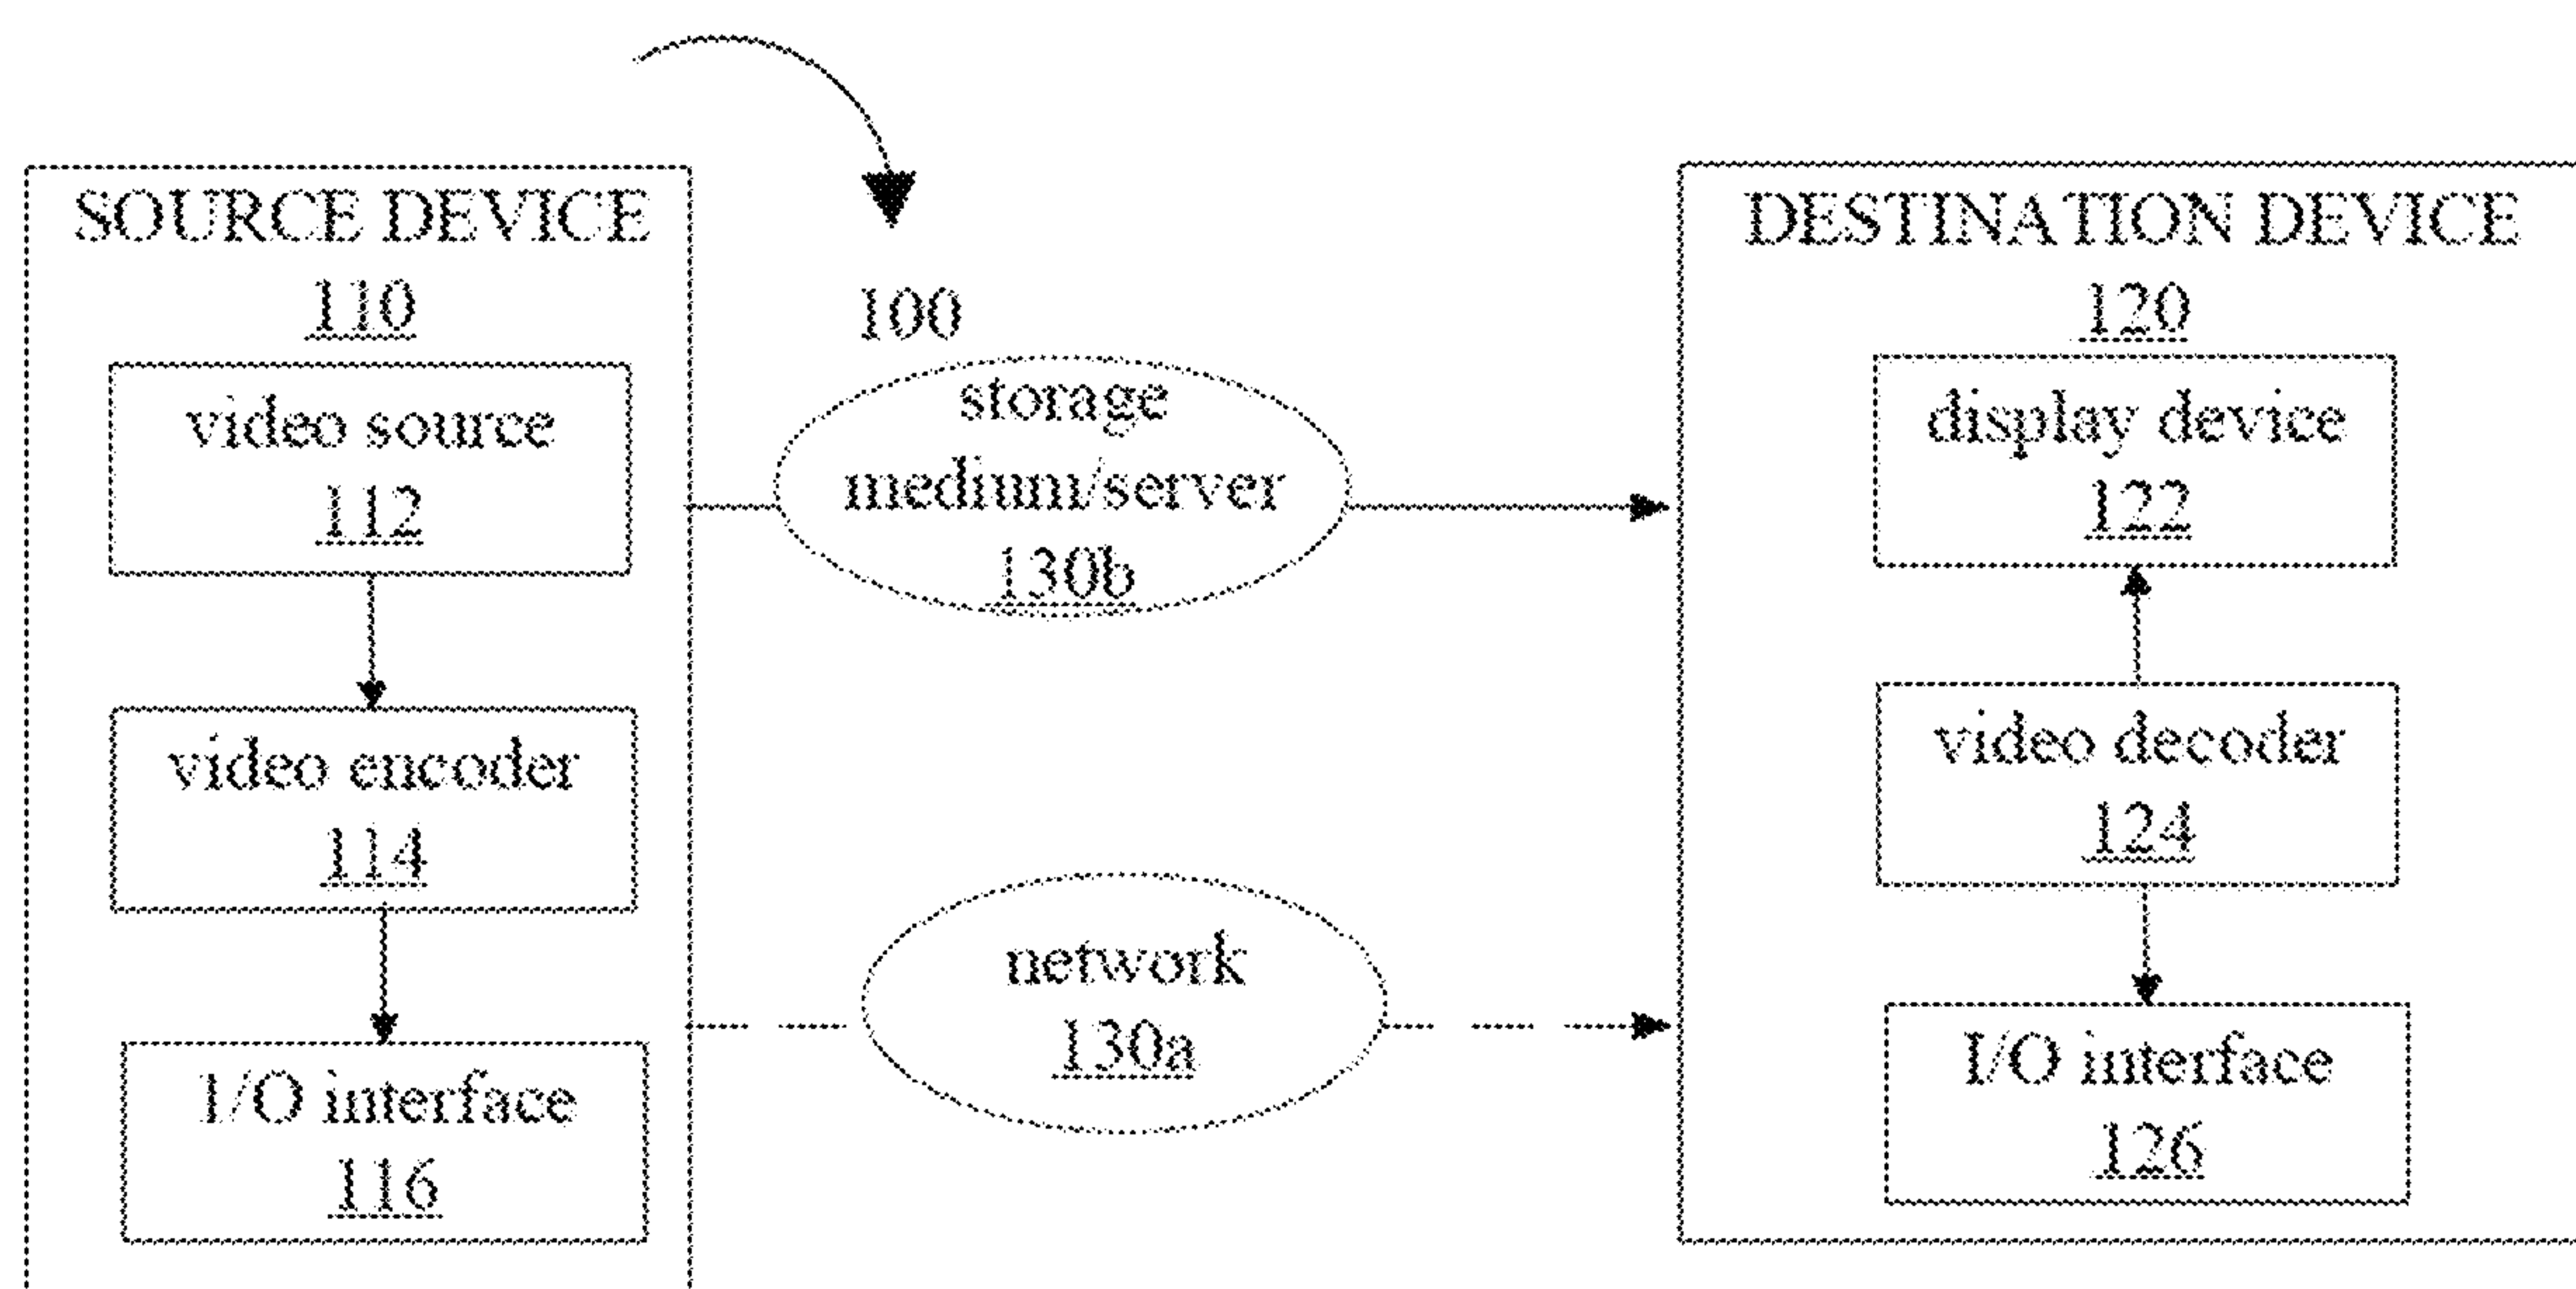 SOURCE DEVICE
110
video source
112
video encoder
114
I/O interface
116
100
storage
medium/server
130b
network
130a
DESTINATION DEVICE
120
display device
122
video decoder
124
I/O interface
126